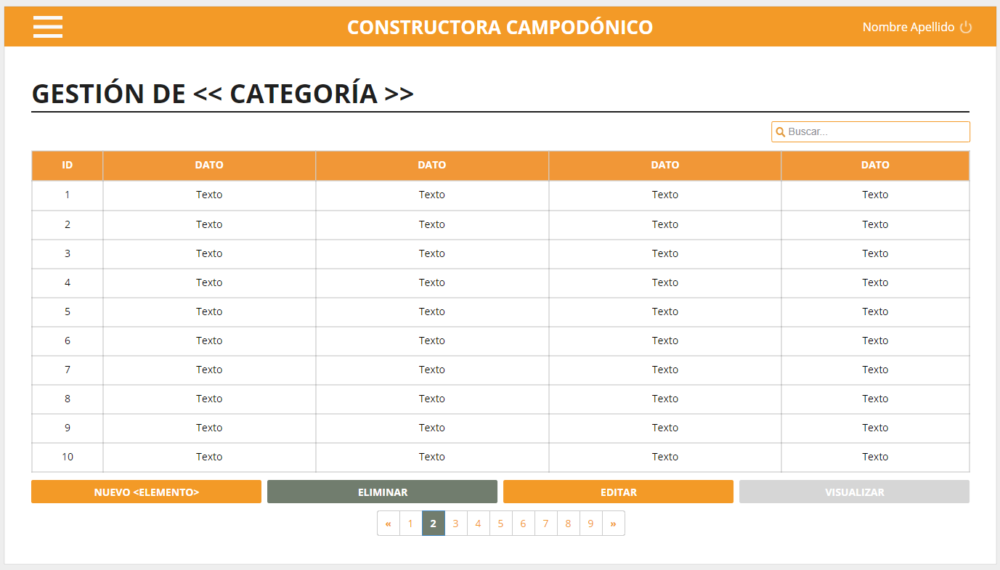 CONSTRUCTORA CAMPODÓNICO Nombre Apellido
GESTIÓN DE << CATEGORÍA >>
Buscar...
ID DATO DATO DATO DATO
1 Texto Texto Texto Texto
2 Texto Texto Texto Texto
3 Texto Texto Texto Texto
4 Texto Texto Texto Texto
5 Texto Texto Texto Texto
6 Texto Texto Texto Texto
7 Texto Texto Texto Texto
8 Texto Texto Texto Texto
9 Texto Texto Texto Texto
10 Texto Texto Texto Texto
NUEVO <ELEMENTO> ELIMINAR EDITAR VISUALIZAR
« 1 2 3 4 5 6 7 8 9 »